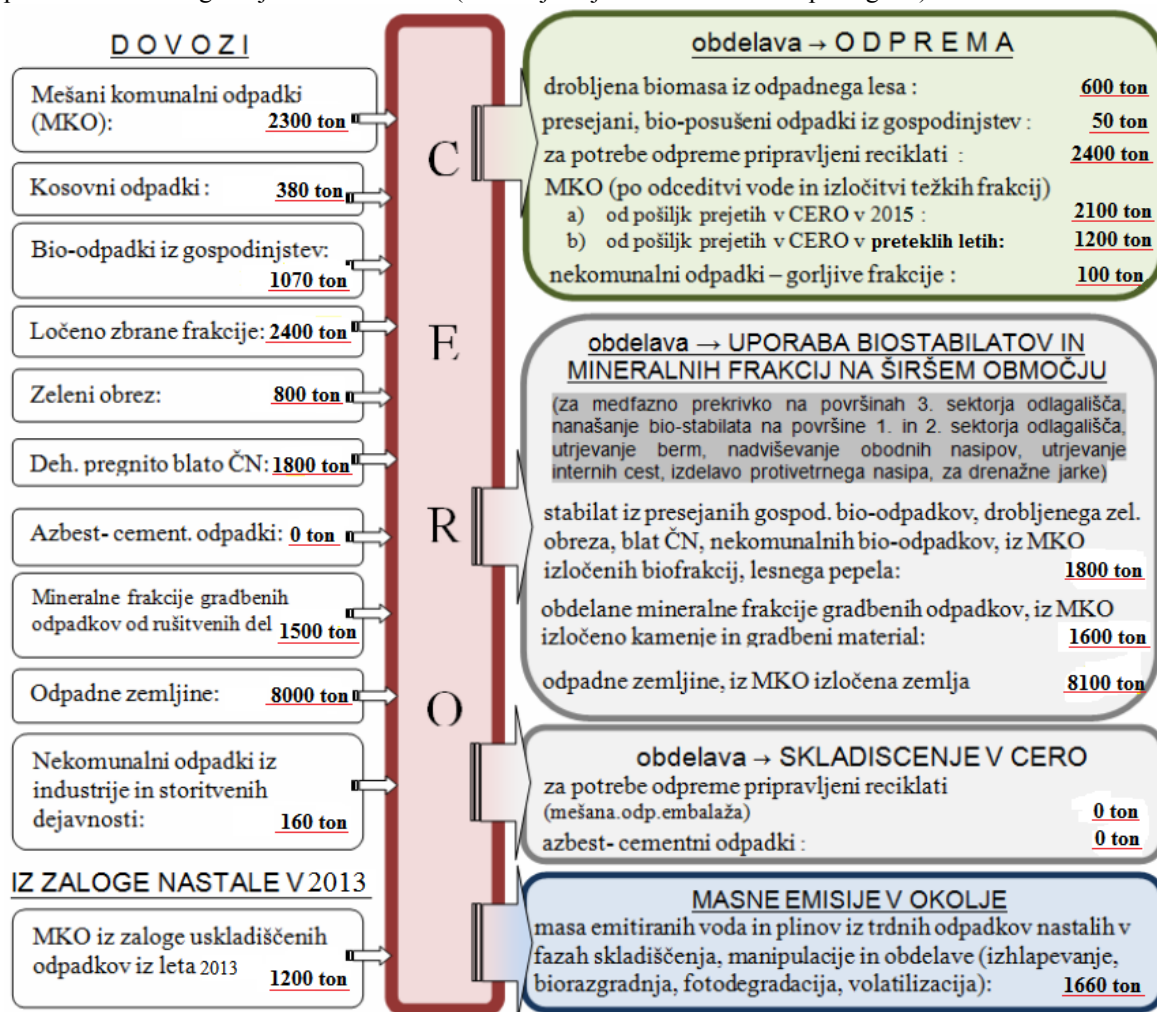 D O V O Z I
Mešani komunalni odpadki
(MKO): 2300 ton
Kosovni odpadki : 380 ton
Bio-odpadki iz gospodinjstev:
1070 ton
Ločeno zbrane frakcije: 2400 ton
Zeleni obrez: 800 ton
Deh. pregnito blato ČN: 1800 ton
Azbest- cement. odpadki: 0 ton
Mineralne frakcije gradbenih
odpadkov od rušitvenih del 1500 ton
Odpadne zemljine: 8000 ton
Nekomunalni odpadki iz
industrije in storitvenih
dejavnosti: 160 ton
IZ ZALOGE NASTALE V 2013
MKO iz zaloge uskladiščenih
odpadkov iz leta 2013
1200 ton
C
E
R
O
obdelava → O D P R E M A
drobljena biomasa iz odpadnega lesa : 600 ton
presejani, bio-posušeni odpadki iz gospodinjstev : 50 ton
za potrebe odpreme pripravljeni reciklati : 2400 ton
MKO (po odceditvi vode in izločitvi težkih frakcij)
a) od pošiljk prejetih v CERO v 2015 : 2100 ton
b) od pošiljk prejetih v CERO v preteklih letih: 1200 ton
nekomunalni odpadki – gorljive frakcije : 100 ton
obdelava → UPORABA BIOSTABILATOV IN
MINERALNIH FRAKCIJ NA ŠIRŠEM OBMOČJU
(za medfazno prekrivko na površinah 3. sektorja odlagališča,
nanašanje bio-stabilata na površine 1. in 2. sektorja odlagališča,
utrjevanje berm, nadviševanje obodnih nasipov, utrjevanje
internih cest, izdelavo protivetrnega nasipa, za drenažne jarke)
stabilat iz presejanih gospod. bio-odpadkov, drobljenega zel.
obreza, blat ČN, nekomunalnih bio-odpadkov, iz MKO
izločenih biofrakcij, lesnega pepela: 1800 ton
obdelane mineralne frakcije gradbenih odpadkov, iz MKO
izločeno kamenje in gradbeni material: 1600 ton
odpadne zemljine, iz MKO izločena zemlja 8100 ton
obdelava → SKLADISCENJE V CERO
za potrebe odpreme pripravljeni reciklati
(mešana.odp.embalaža) 0 ton
azbest- cementni odpadki : 0 ton
MASNE EMISIJE V OKOLJE
masa emitiranih voda in plinov iz trdnih odpadkov nastalih v
fazah skladiščenja, manipulacije in obdelave (izhlapevanje,
biorazgradnja, fotodegradacija, volatilizacija): 1660 ton